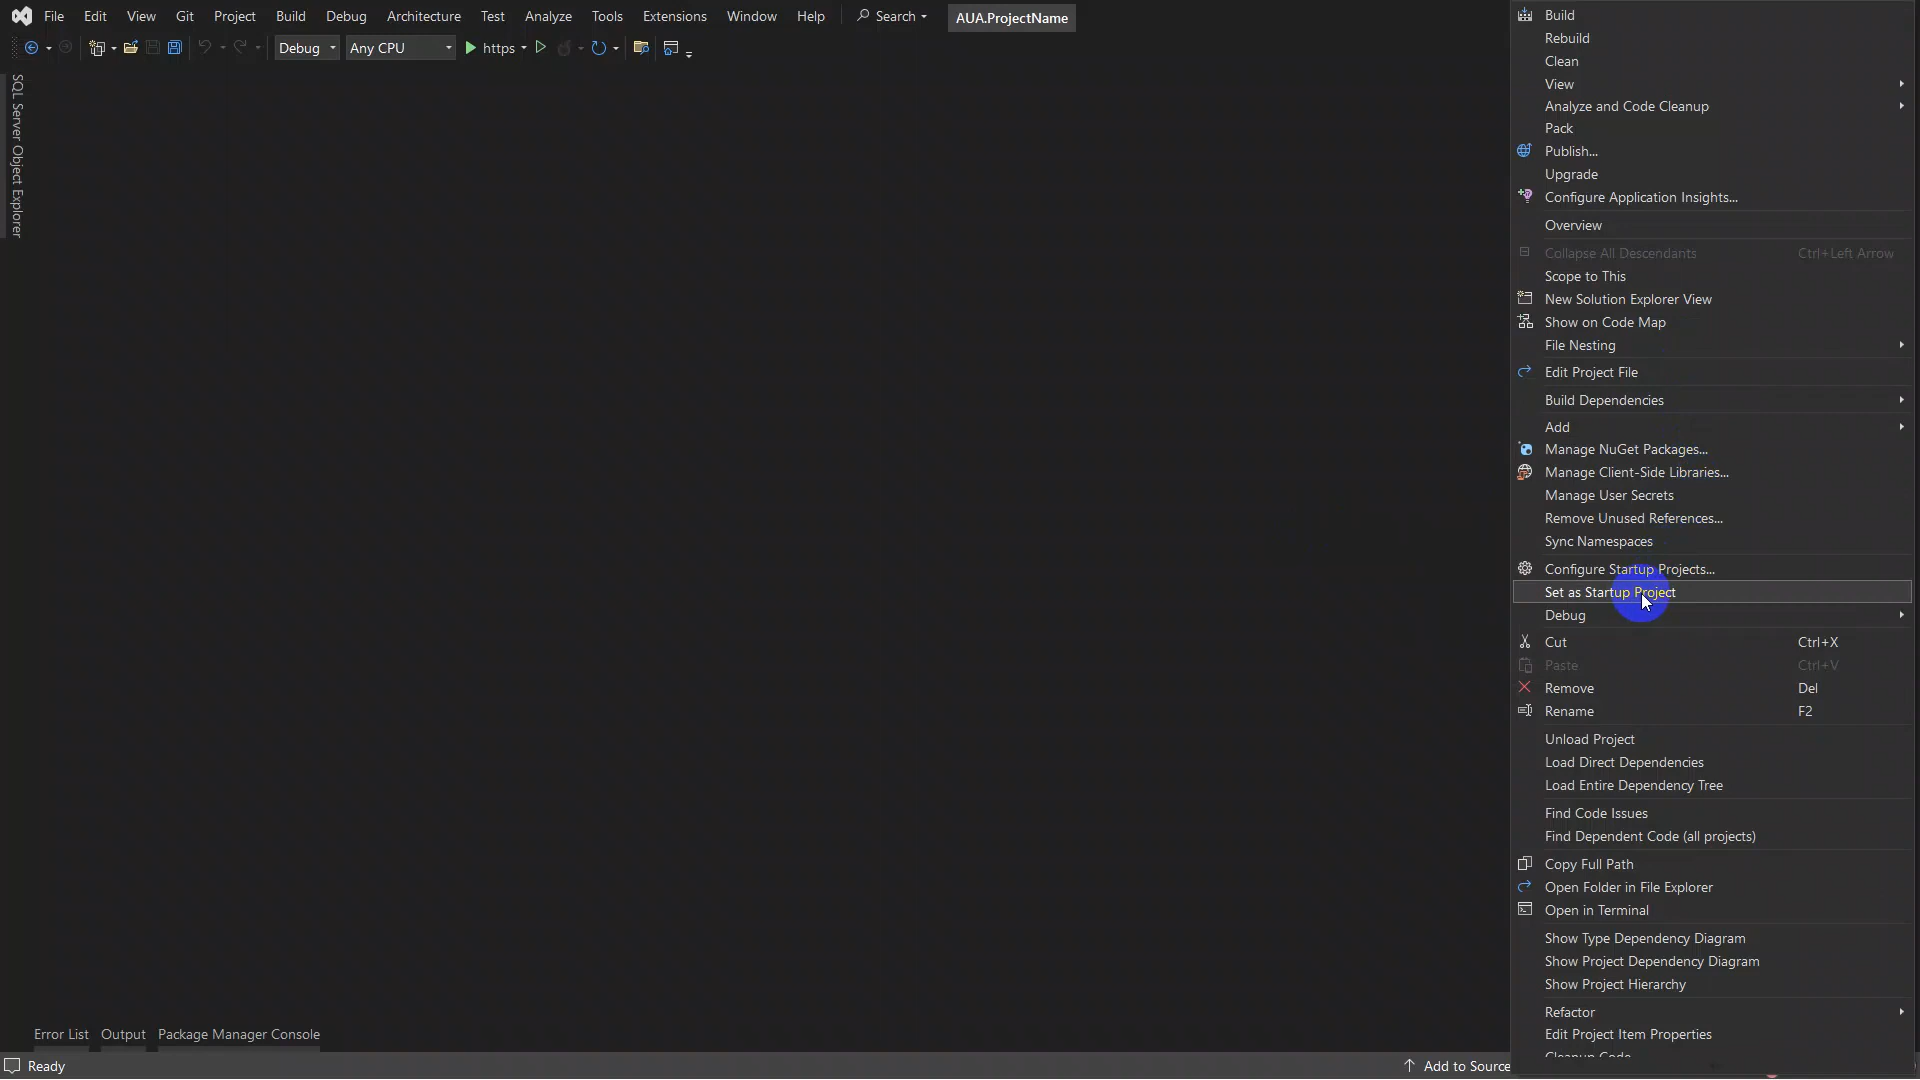 File Edit View Git Project Build Debug Architecture Test Analyze Tools Extensions Window Help Search AUA.ProjectName
Debug Any CPU https
SQL Server Object Explorer
Build
Rebuild
Clean
View
Analyze and Code Cleanup
Pack
Publish...
Upgrade
Configure Application Insights...
Overview
Collapse All Descendants Ctrl+Left Arrow
Scope to This
New Solution Explorer View
Show on Code Map
File Nesting
Edit Project File
Build Dependencies
Add
Manage NuGet Packages...
Manage Client-Side Libraries...
Manage User Secrets
Remove Unused References...
Sync Namespaces
Configure Startup Projects...
Set as Startup Project
Debug
Cut Ctrl+X
Paste Ctrl+V
Remove Del
Rename F2
Unload Project
Load Direct Dependencies
Load Entire Dependency Tree
Find Code Issues
Find Dependent Code (all projects)
Copy Full Path
Open Folder in File Explorer
Open in Terminal
Show Type Dependency Diagram
Show Project Dependency Diagram
Show Project Hierarchy
Refactor
Edit Project Item Properties
Cleanup Code
Error List Output Package Manager Console
Ready Add to Source